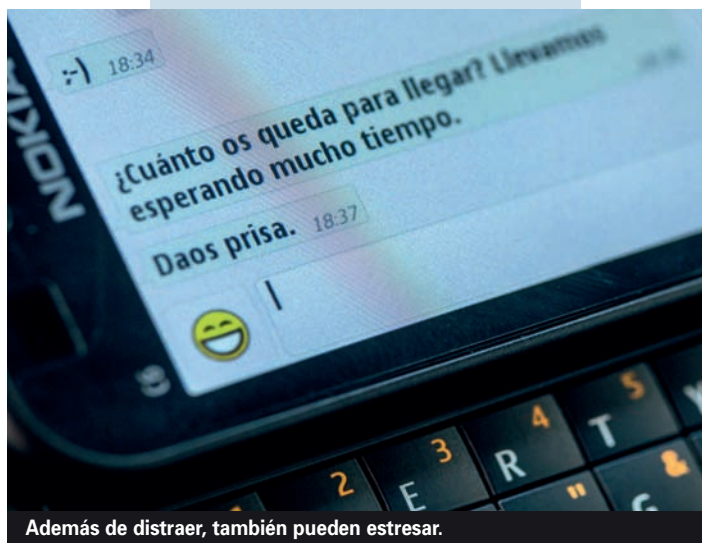 :-) 18:34
¿Cuánto os queda para llegar? Llevamos
esperando mucho tiempo.
Daos prisa. 18:37
NOKIA
2 3 4 5
E R T Y
" &
G
Además de distraer, también pueden estresar.